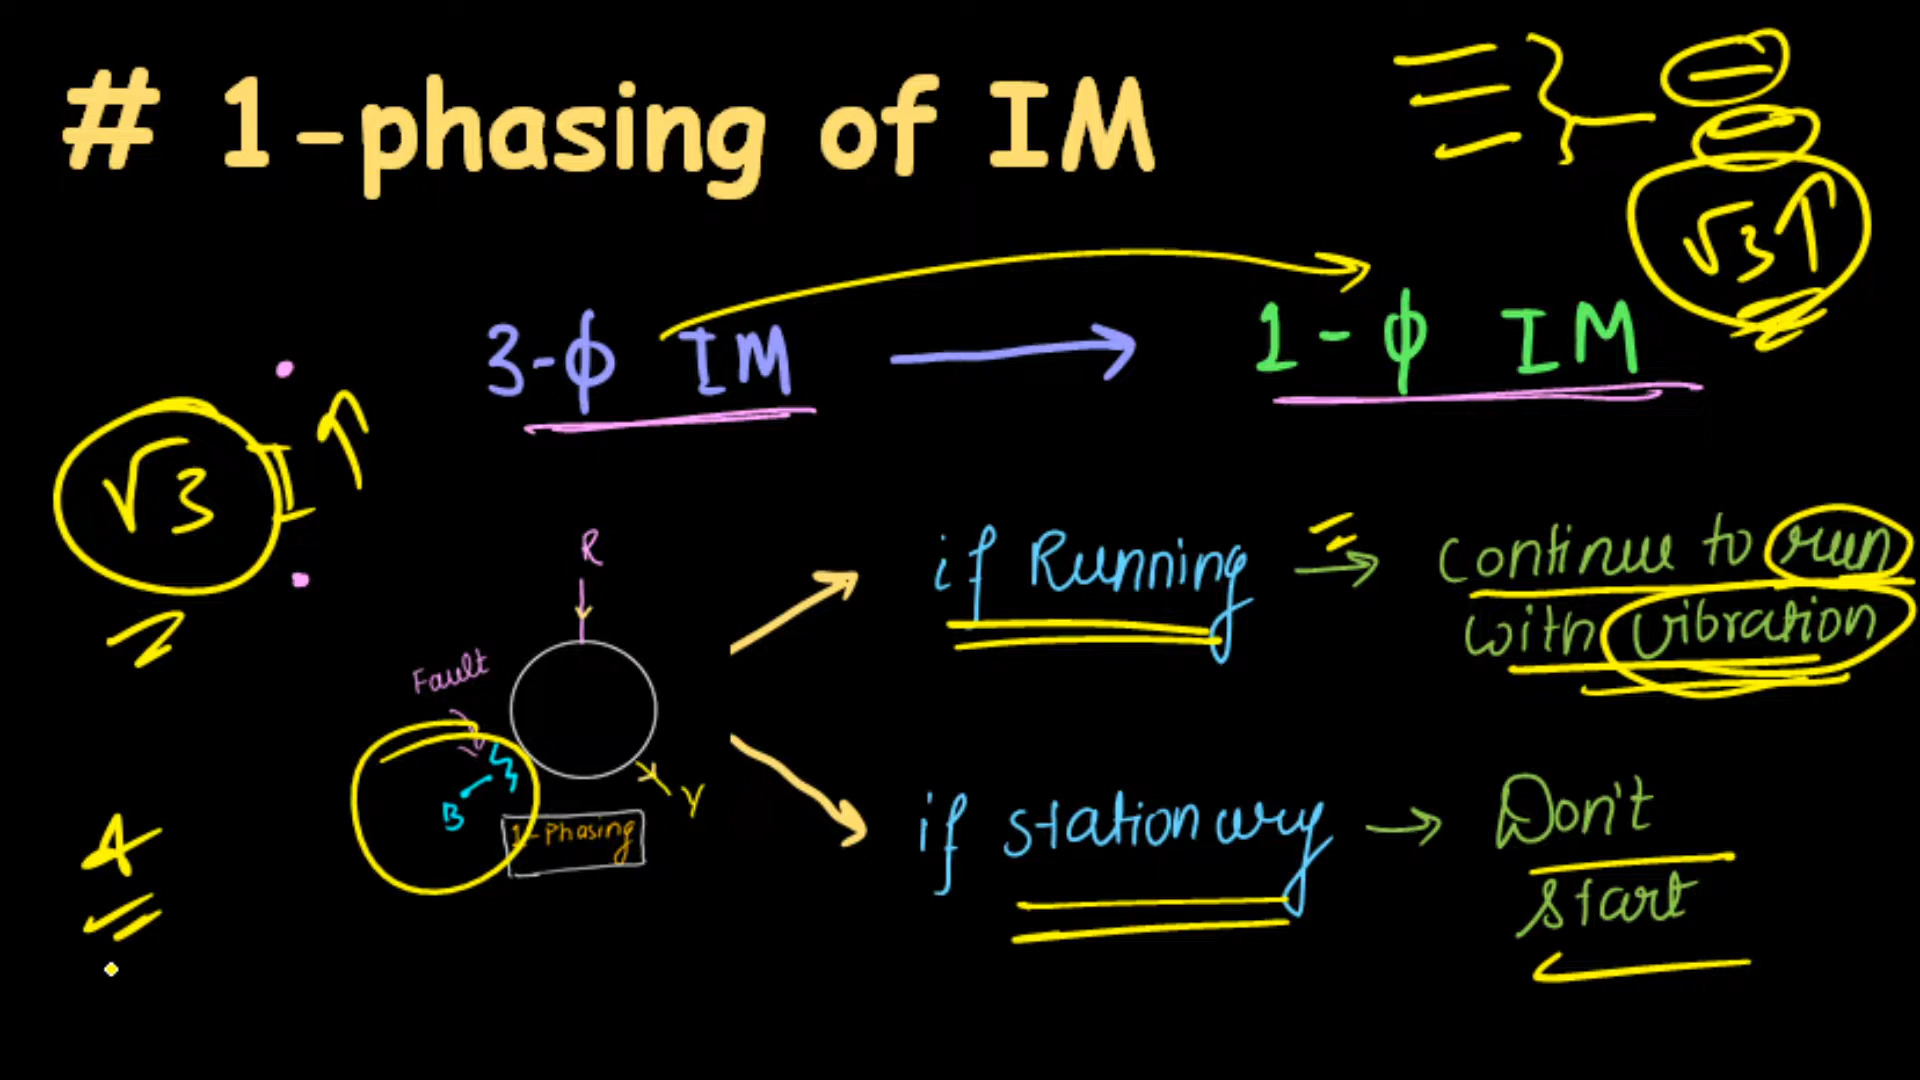 # 1-phasing of IM
√3↑
3-ϕ IM → 1-ϕ IM
√3 I ↑
R
if Running → Continue to run
with vibration
Fault
B
Y
1-Phasing
if stationary → Don't
start